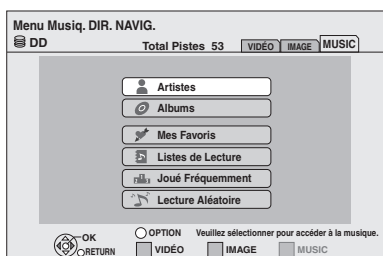 Menu Musiq. DIR. NAVIG.
DD
Total Pistes 53 VIDÉO IMAGE MUSIC
Artistes
Albums
Mes Favoris
Listes de Lecture
Joué Fréquemment
Lecture Aléatoire
OK
RETURN
OPTION Veuillez sélectionner pour accéder à la musique.
VIDÉO IMAGE MUSIC